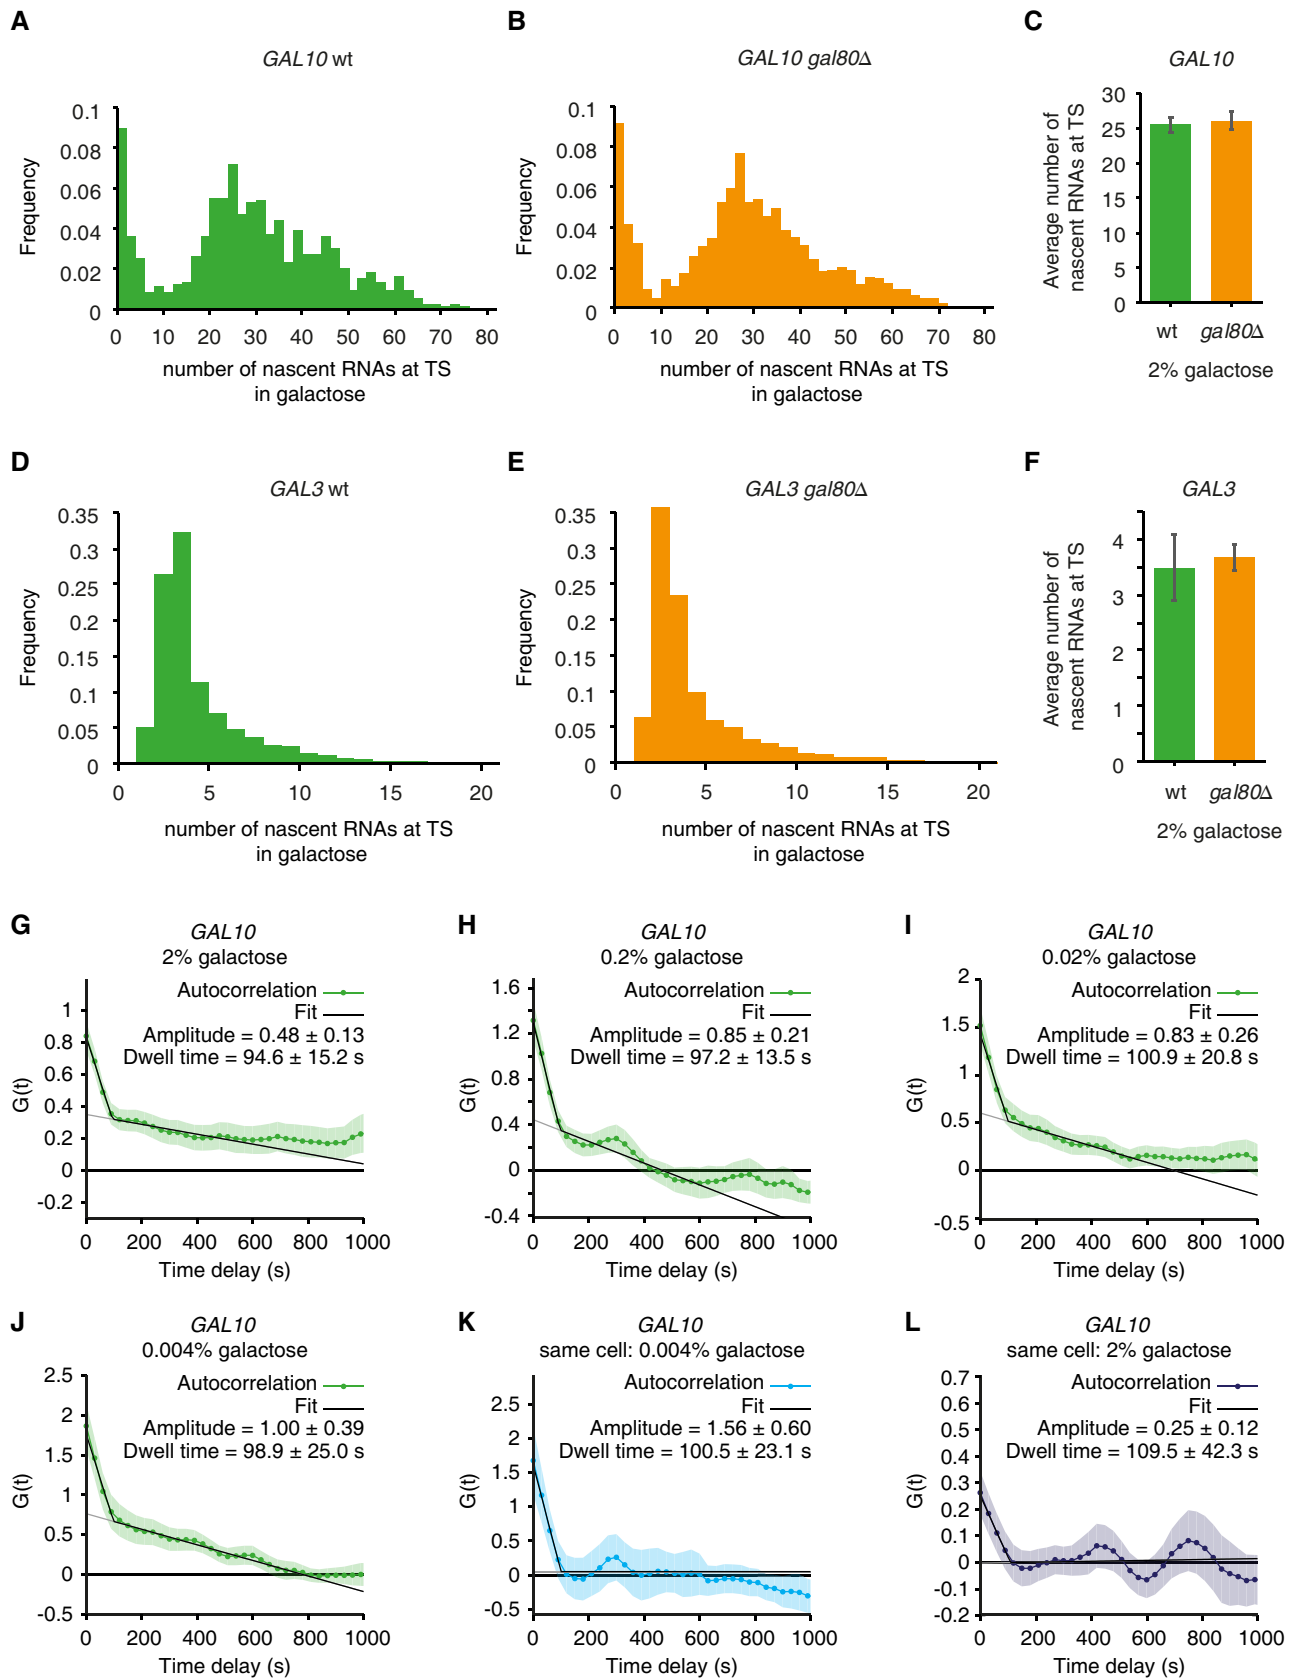 A
GAL10 wt
Frequency
0.1
0.08
0.06
0.04
0.02
0
0 10 20 30 40 50 60 70 80
number of nascent RNAs at TS
in galactose
B
GAL10 gal80Δ
Frequency
0.1
0.08
0.06
0.04
0.02
0
0 10 20 30 40 50 60 70 80
number of nascent RNAs at TS
in galactose
C
GAL10
Average number of
nascent RNAs at TS
30
25
20
15
10
5
0
wt gal80Δ
2% galactose
D
GAL3 wt
Frequency
0.35
0.3
0.25
0.2
0.15
0.1
0.05
0
0 5 10 15 20
number of nascent RNAs at TS
in galactose
E
GAL3 gal80Δ
Frequency
0.35
0.3
0.25
0.2
0.15
0.1
0.05
0
0 5 10 15 20
number of nascent RNAs at TS
in galactose
F
GAL3
Average number of
nascent RNAs at TS
4
3
2
1
0
wt gal80Δ
2% galactose
G
GAL10
2% galactose
Autocorrelation
Fit
Amplitude = 0.48 ± 0.13
Dwell time = 94.6 ± 15.2 s
G(t)
1
0.8
0.6
0.4
0.2
0
-0.2
0 200 400 600 800 1000
Time delay (s)
H
GAL10
0.2% galactose
Autocorrelation
Fit
Amplitude = 0.85 ± 0.21
Dwell time = 97.2 ± 13.5 s
G(t)
1.6
1.2
0.8
0.4
0
-0.4
0 200 400 600 800 1000
Time delay (s)
I
GAL10
0.02% galactose
Autocorrelation
Fit
Amplitude = 0.83 ± 0.26
Dwell time = 100.9 ± 20.8 s
G(t)
2
1.5
1
0.5
0
-0.5
0 200 400 600 800 1000
Time delay (s)
J
GAL10
0.004% galactose
Autocorrelation
Fit
Amplitude = 1.00 ± 0.39
Dwell time = 98.9 ± 25.0 s
G(t)
2.5
2
1.5
1
0.5
0
-0.5
0 200 400 600 800 1000
Time delay (s)
K
GAL10
same cell: 0.004% galactose
Autocorrelation
Fit
Amplitude = 1.56 ± 0.60
Dwell time = 100.5 ± 23.1 s
G(t)
2.5
2
1.5
1
0.5
0
-0.5
0 200 400 600 800 1000
Time delay (s)
L
GAL10
same cell: 2% galactose
Autocorrelation
Fit
Amplitude = 0.25 ± 0.12
Dwell time = 109.5 ± 42.3 s
G(t)
0.7
0.6
0.5
0.4
0.3
0.2
0.1
0
-0.1
-0.2
0 200 400 600 800 1000
Time delay (s)